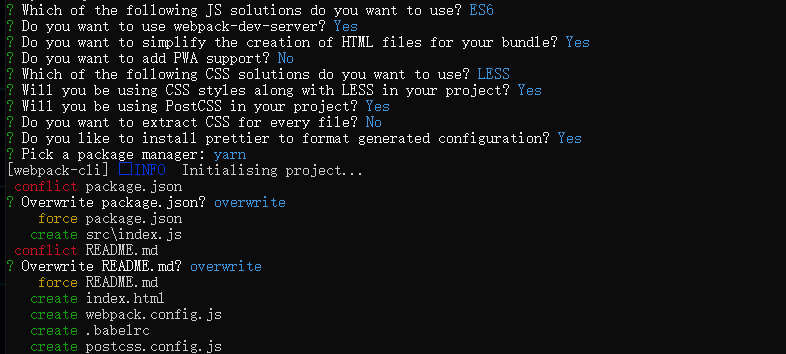 ? Which of the following JS solutions do you want to use? ES6
? Do you want to use webpack-dev-server? Yes
? Do you want to simplify the creation of HTML files for your bundle? Yes
? Do you want to add PWA support? No
? Which of the following CSS solutions do you want to use? LESS
? Will you be using CSS styles along with LESS in your project? Yes
? Will you be using PostCSS in your project? Yes
? Do you want to extract CSS for every file? No
? Do you like to install prettier to format generated configuration? Yes
? Pick a package manager: yarn
[webpack-cli] INFO  Initialising project...
 conflict package.json
? Overwrite package.json? overwrite
    force package.json
   create src\index.js
 conflict README.md
? Overwrite README.md? overwrite
    force README.md
   create index.html
   create webpack.config.js
   create .babelrc
   create postcss.config.js